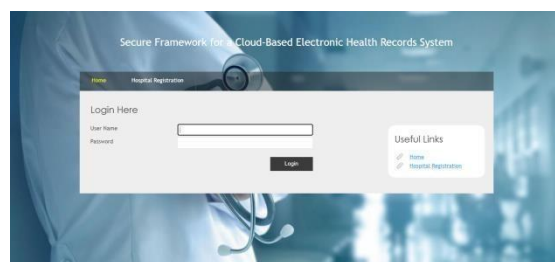 Secure Framework for a Cloud-Based Electronic Health Records System
Home Hospital Registration
Login Here
User Name
Password
Login
Useful Links
Home
Hospital Registration